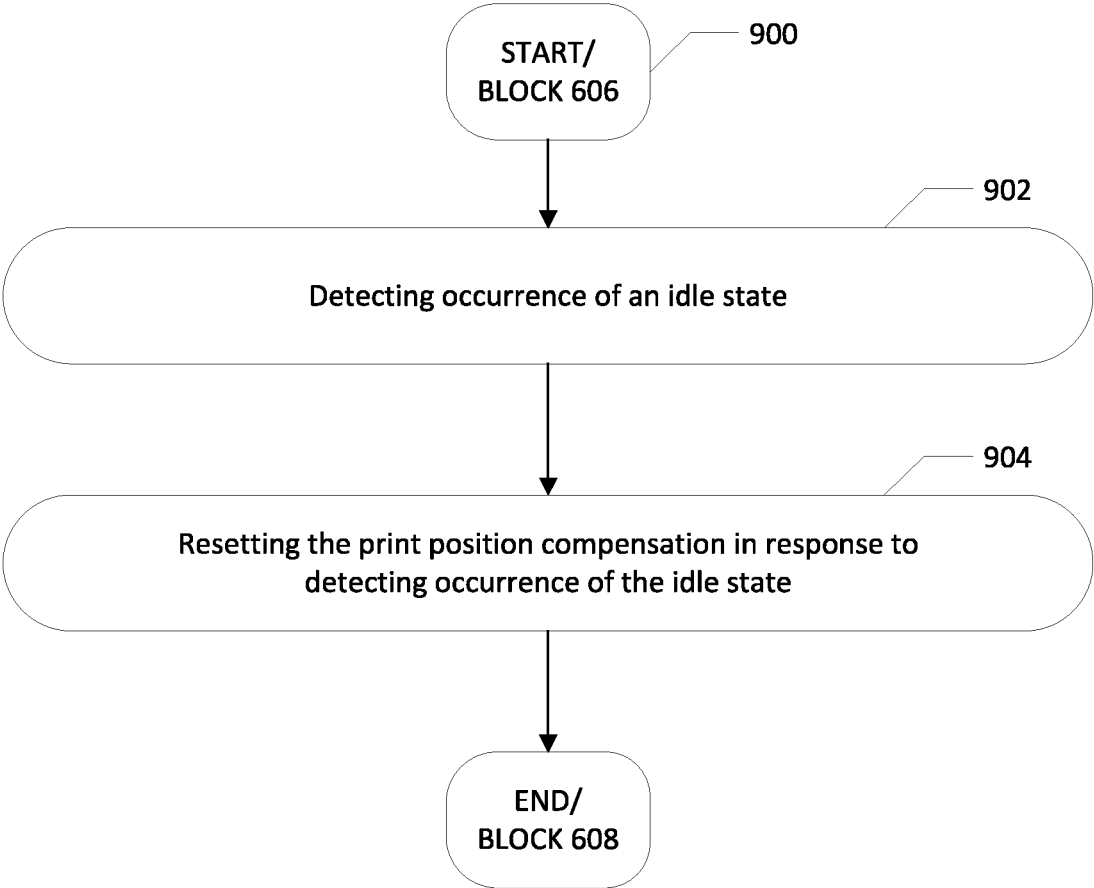 START/
BLOCK 606
900
902
Detecting occurrence of an idle state
904
Resetting the print position compensation in response to
detecting occurrence of the idle state
END/
BLOCK 608